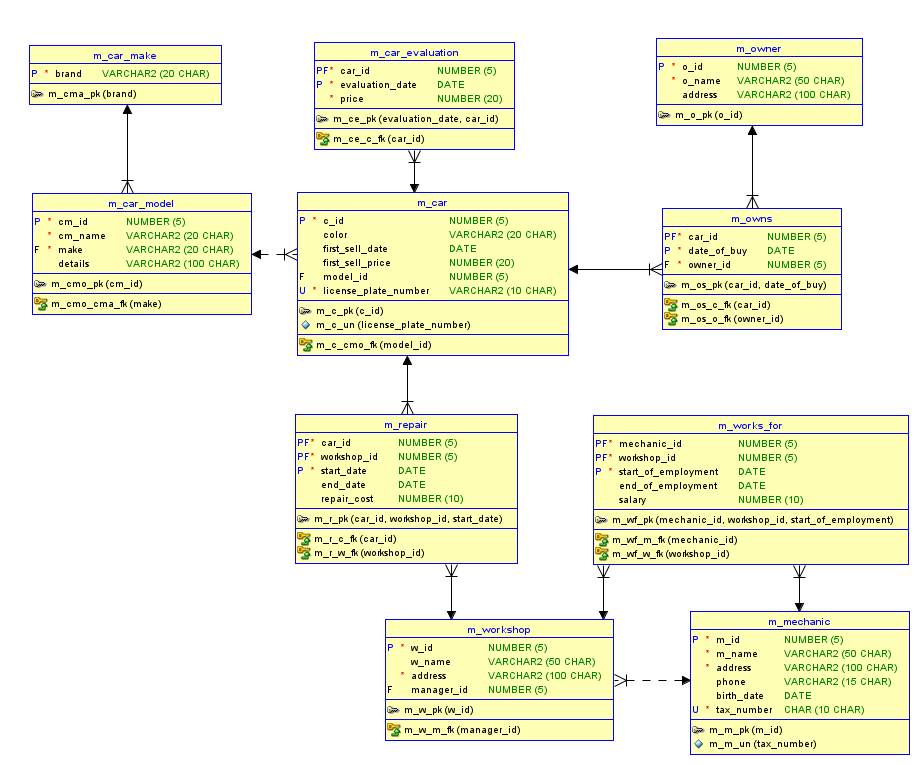 m_car_make
P * brand VARCHAR2 (20 CHAR)
m_cma_pk (brand)
m_car_evaluation
PF* car_id NUMBER (5)
P * evaluation_date DATE
* price NUMBER (20)
m_ce_pk (evaluation_date, car_id)
m_ce_c_fk (car_id)
m_owner
P * o_id NUMBER (5)
* o_name VARCHAR2 (50 CHAR)
address VARCHAR2 (100 CHAR)
m_o_pk (o_id)
m_car_model
P * cm_id NUMBER (5)
* cm_name VARCHAR2 (20 CHAR)
F * make VARCHAR2 (20 CHAR)
details VARCHAR2 (100 CHAR)
m_cmo_pk (cm_id)
m_cmo_cma_fk (make)
m_car
P * c_id NUMBER (5)
color VARCHAR2 (20 CHAR)
first_sell_date DATE
first_sell_price NUMBER (20)
F model_id NUMBER (5)
U * license_plate_number VARCHAR2 (10 CHAR)
m_c_pk (c_id)
m_c_un (license_plate_number)
m_c_cmo_fk (model_id)
m_owns
PF* car_id NUMBER (5)
P * date_of_buy DATE
F * owner_id NUMBER (5)
m_os_pk (car_id, date_of_buy)
m_os_c_fk (car_id)
m_os_o_fk (owner_id)
m_repair
PF* car_id NUMBER (5)
PF* workshop_id NUMBER (5)
P * start_date DATE
end_date DATE
repair_cost NUMBER (10)
m_r_pk (car_id, workshop_id, start_date)
m_r_c_fk (car_id)
m_r_w_fk (workshop_id)
m_works_for
PF* mechanic_id NUMBER (5)
PF* workshop_id NUMBER (5)
P * start_of_employment DATE
end_of_employment DATE
salary NUMBER (10)
m_wf_pk (mechanic_id, workshop_id, start_of_employment)
m_wf_m_fk (mechanic_id)
m_wf_w_fk (workshop_id)
m_workshop
P * w_id NUMBER (5)
w_name VARCHAR2 (50 CHAR)
* address VARCHAR2 (100 CHAR)
F manager_id NUMBER (5)
m_w_pk (w_id)
m_w_m_fk (manager_id)
m_mechanic
P * m_id NUMBER (5)
* m_name VARCHAR2 (50 CHAR)
* address VARCHAR2 (100 CHAR)
phone VARCHAR2 (15 CHAR)
birth_date DATE
U * tax_number CHAR (10 CHAR)
m_m_pk (m_id)
m_m_un (tax_number)